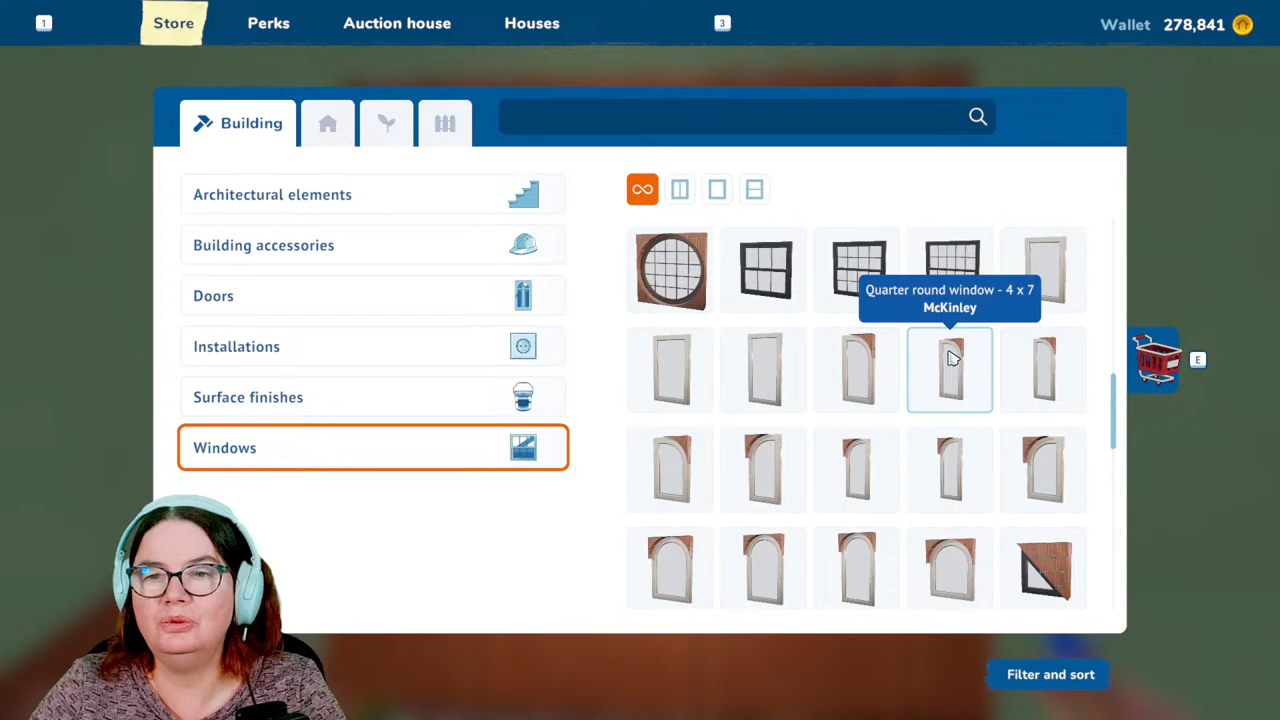 1
Store
Perks
Auction house
Houses
3
Wallet 278,841
Building
Architectural elements
Building accessories
Doors
Installations
Surface finishes
Windows
Quarter round window - 4 x 7
McKinley
E
Filter and sort